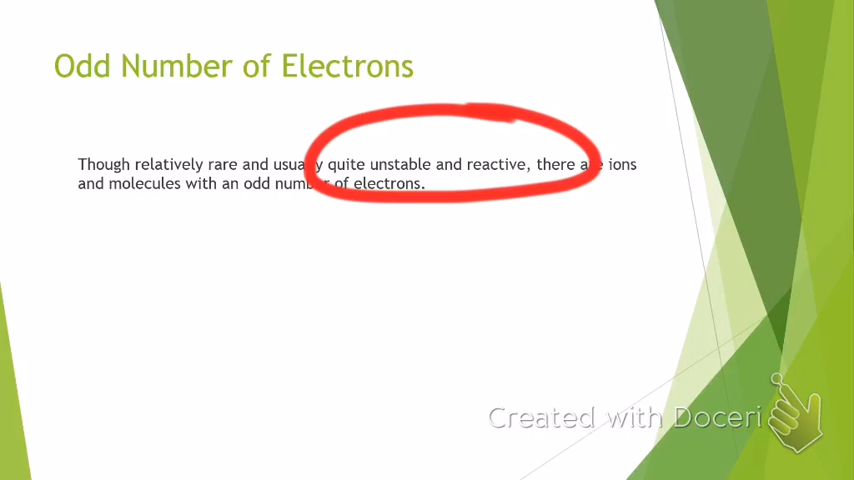 Odd Number of Electrons
Though relatively rare and usually quite unstable and reactive, there are ions
and molecules with an odd number of electrons.
Created with Doceri